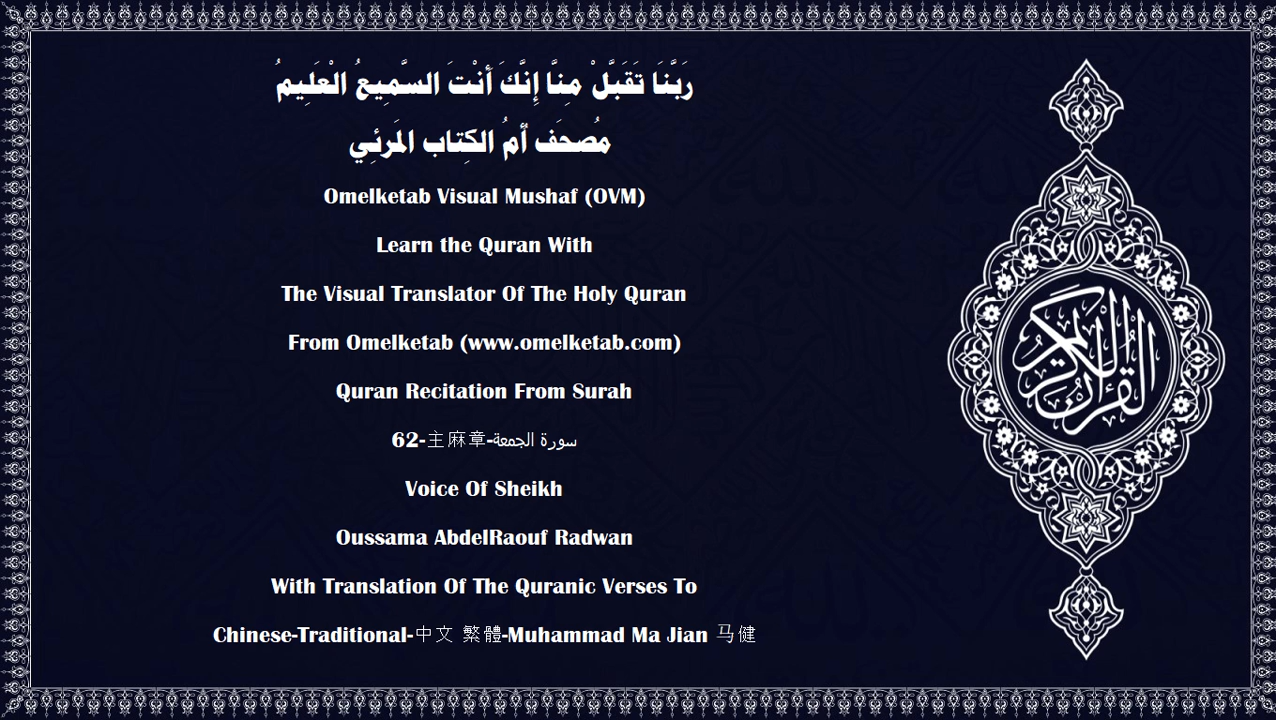 رَبَّنَا تَقَبَّلْ مِنَّا إِنَّكَ أَنْتَ السَّمِيعُ الْعَلِيمُ
مُصحَف أمُ الكِتاب المَرئِي
Omelketab Visual Mushaf (OVM)
Learn the Quran With
The Visual Translator Of The Holy Quran
From Omelketab (www.omelketab.com)
Quran Recitation From Surah
62-主麻章-سورة الجمعة
Voice Of Sheikh
Oussama AbdelRaouf Radwan
With Translation Of The Quranic Verses To
Chinese-Traditional-中文 繁體-Muhammad Ma Jian 马健
القرآن الكريم